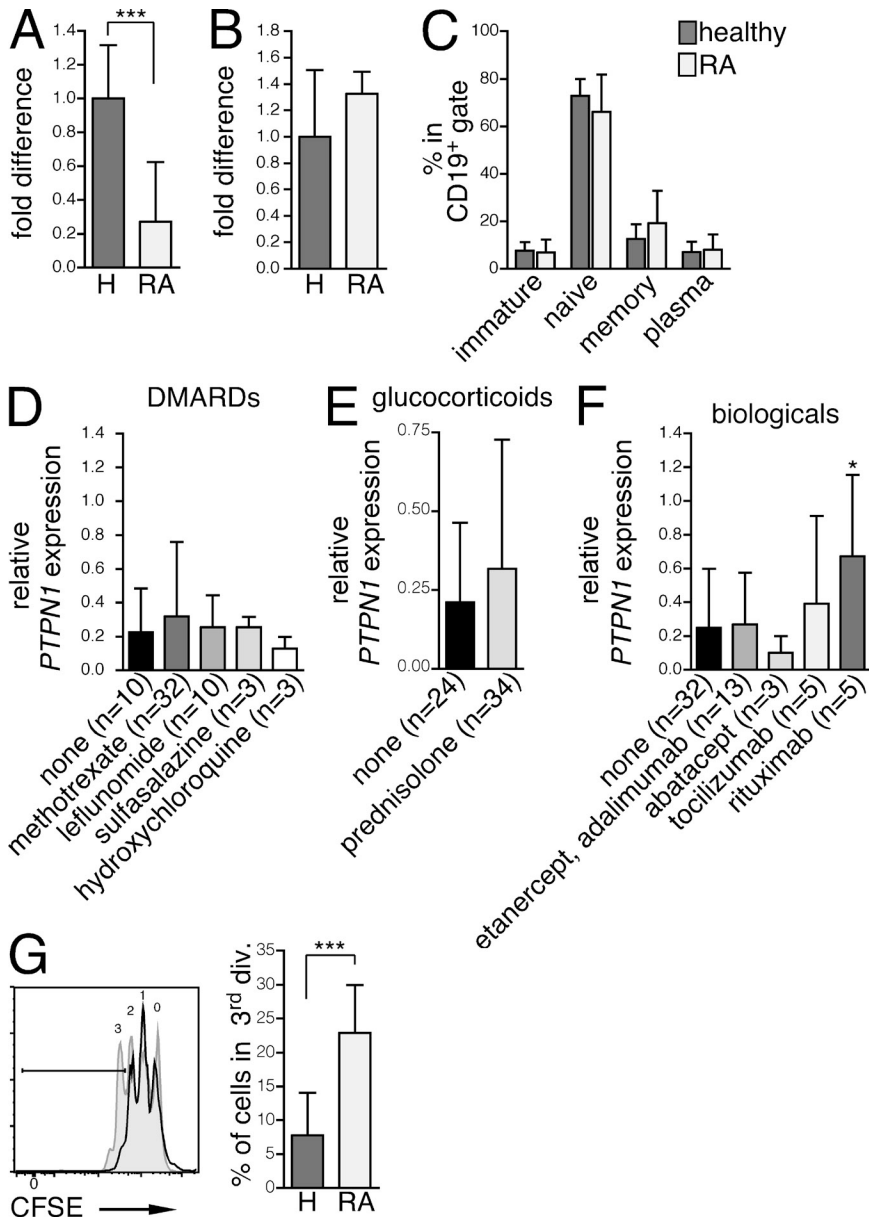 A
***
fold difference
1.4
1.2
1.0
0.8
0.6
0.4
0.2
0.0
H RA
B
fold difference
1.8
1.6
1.4
1.2
1.0
0.8
0.6
0.4
0.2
0.0
H RA
C
healthy
RA
% in
CD19+ gate
100
80
60
40
20
0
immature
naive
memory
plasma
D
DMARDs
relative
PTPN1 expression
1.4
1.2
1.0
0.8
0.6
0.4
0.2
0.0
none (n=10)
methotrexate (n=32)
leflunomide (n=10)
sulfasalazine (n=3)
hydroxychloroquine (n=3)
E
glucocorticoids
relative
PTPN1 expression
0.75
0.50
0.25
0.00
none (n=24)
prednisolone (n=34)
F
biologicals
relative
PTPN1 expression
1.4
1.2
1.0
0.8
0.6
0.4
0.2
0.0
*
none (n=32)
etanercept, adalimumab (n=13)
abatacept (n=3)
tocilizumab (n=5)
rituximab (n=5)
G
3
2
1
0
0
CFSE
***
% of cells in 3rd div.
35
30
25
20
15
10
5
0
H RA